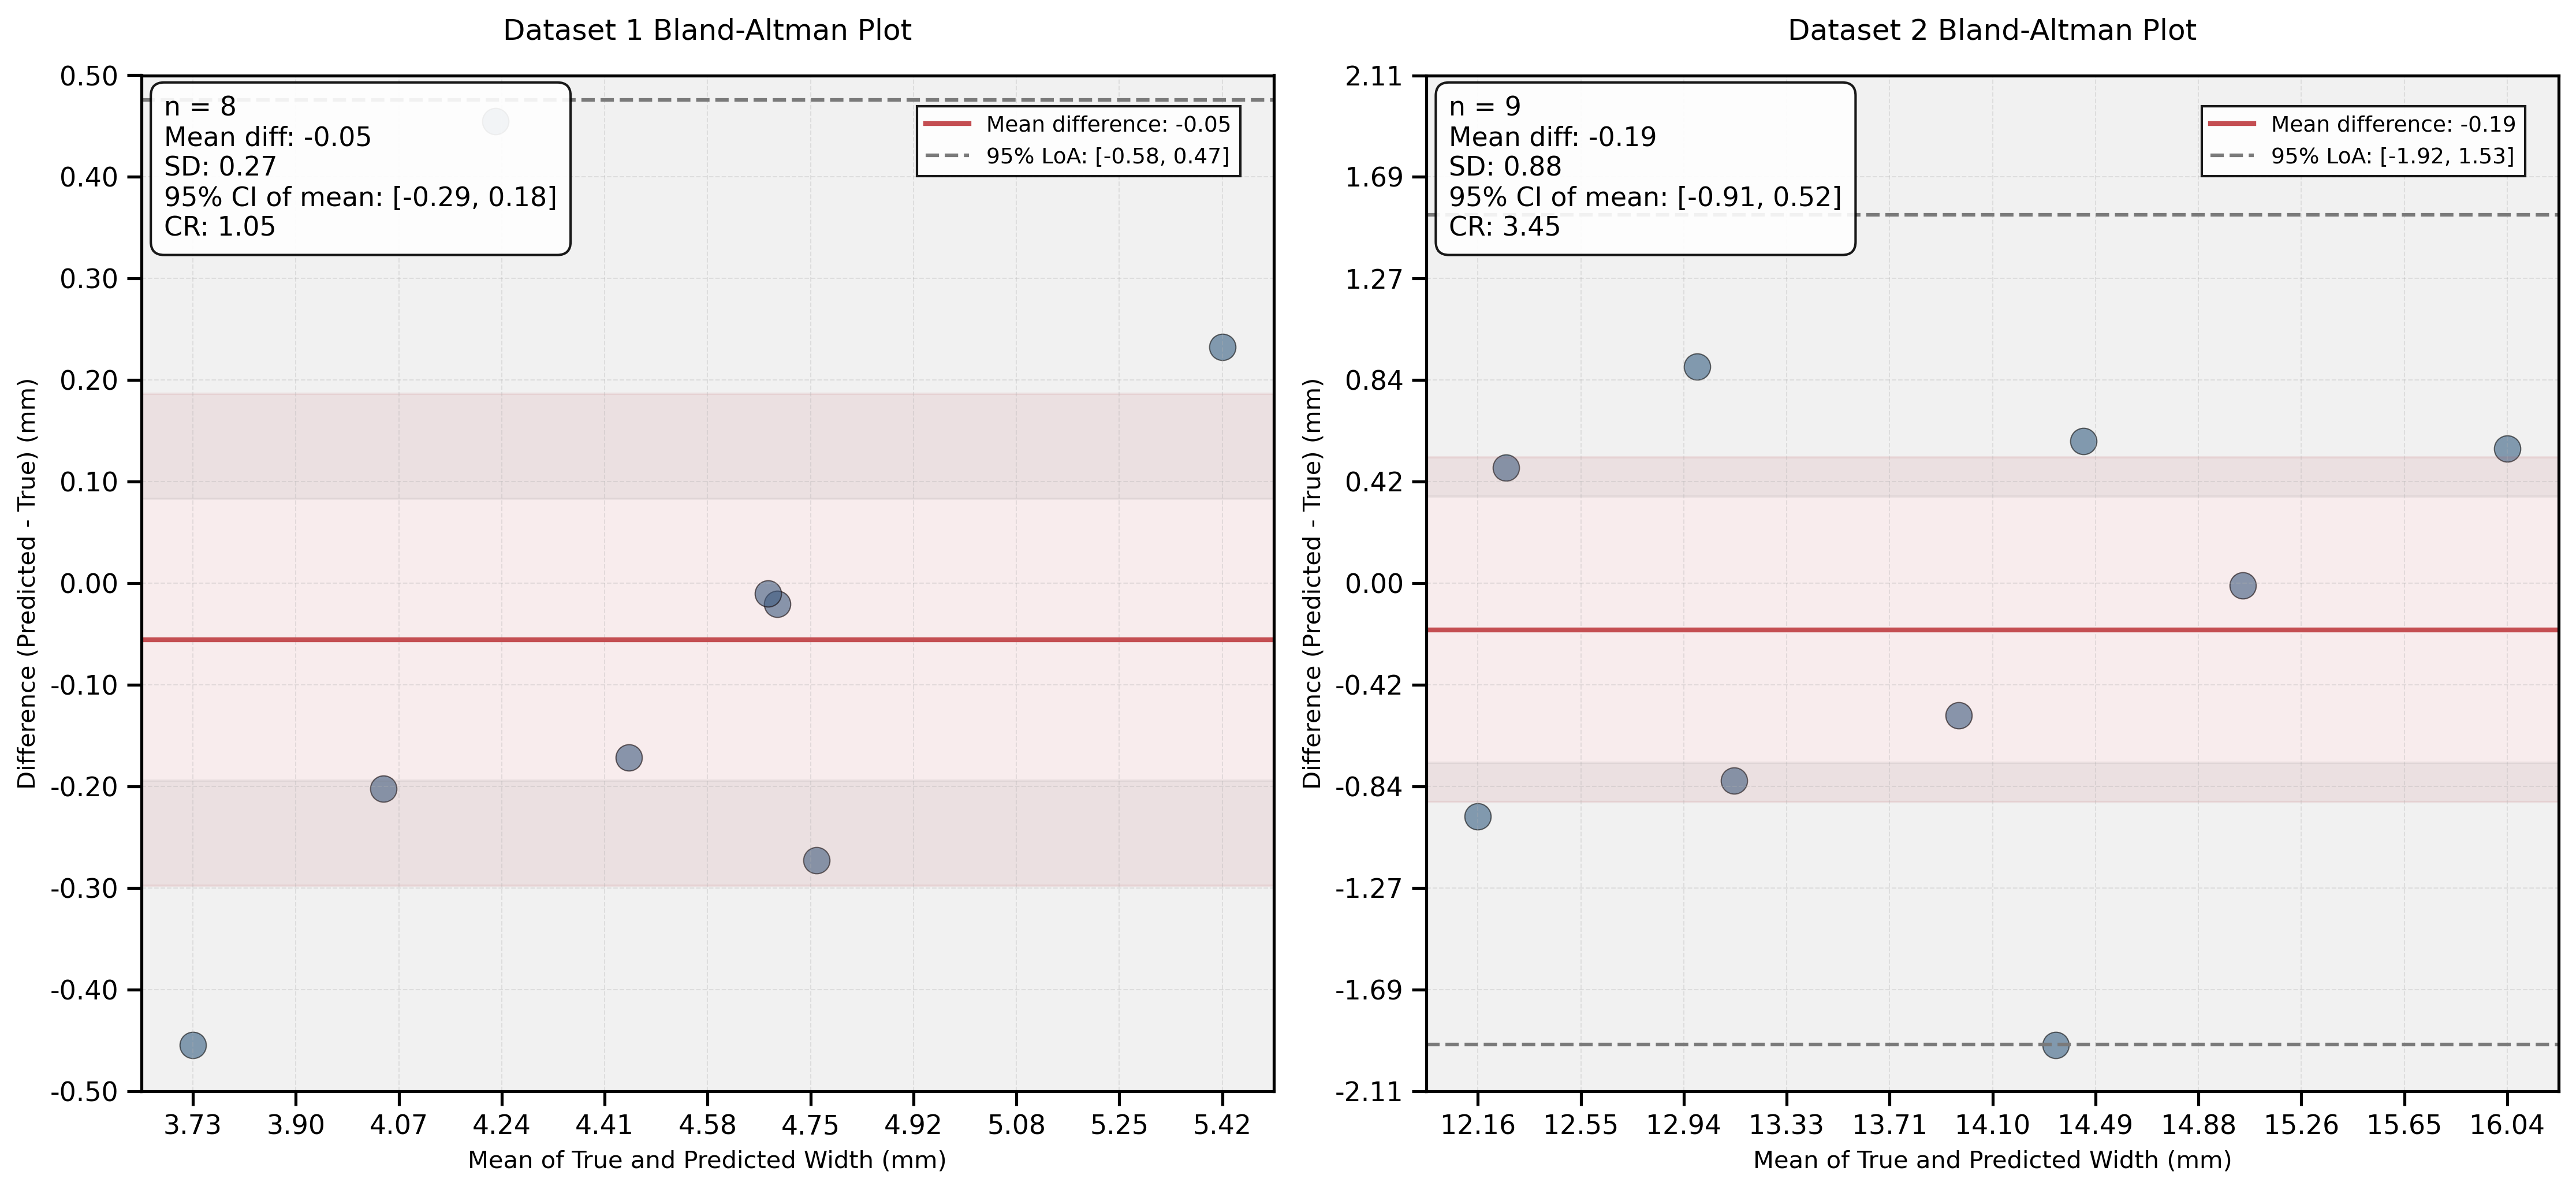 Dataset 1 Bland-Altman Plot
n = 8
Mean diff: -0.05
SD: 0.27
95% CI of mean: [-0.29, 0.18]
CR: 1.05
Mean difference: -0.05
95% LoA: [-0.58, 0.47]
0.50
0.40
0.30
0.20
0.10
0.00
-0.10
-0.20
-0.30
-0.40
-0.50
Difference (Predicted - True) (mm)
3.73 3.90 4.07 4.24 4.41 4.58 4.75 4.92 5.08 5.25 5.42
Mean of True and Predicted Width (mm)
Dataset 2 Bland-Altman Plot
n = 9
Mean diff: -0.19
SD: 0.88
95% CI of mean: [-0.91, 0.52]
CR: 3.45
Mean difference: -0.19
95% LoA: [-1.92, 1.53]
2.11
1.69
1.27
0.84
0.42
0.00
-0.42
-0.84
-1.27
-1.69
-2.11
Difference (Predicted - True) (mm)
12.16 12.55 12.94 13.33 13.71 14.10 14.49 14.88 15.26 15.65 16.04
Mean of True and Predicted Width (mm)